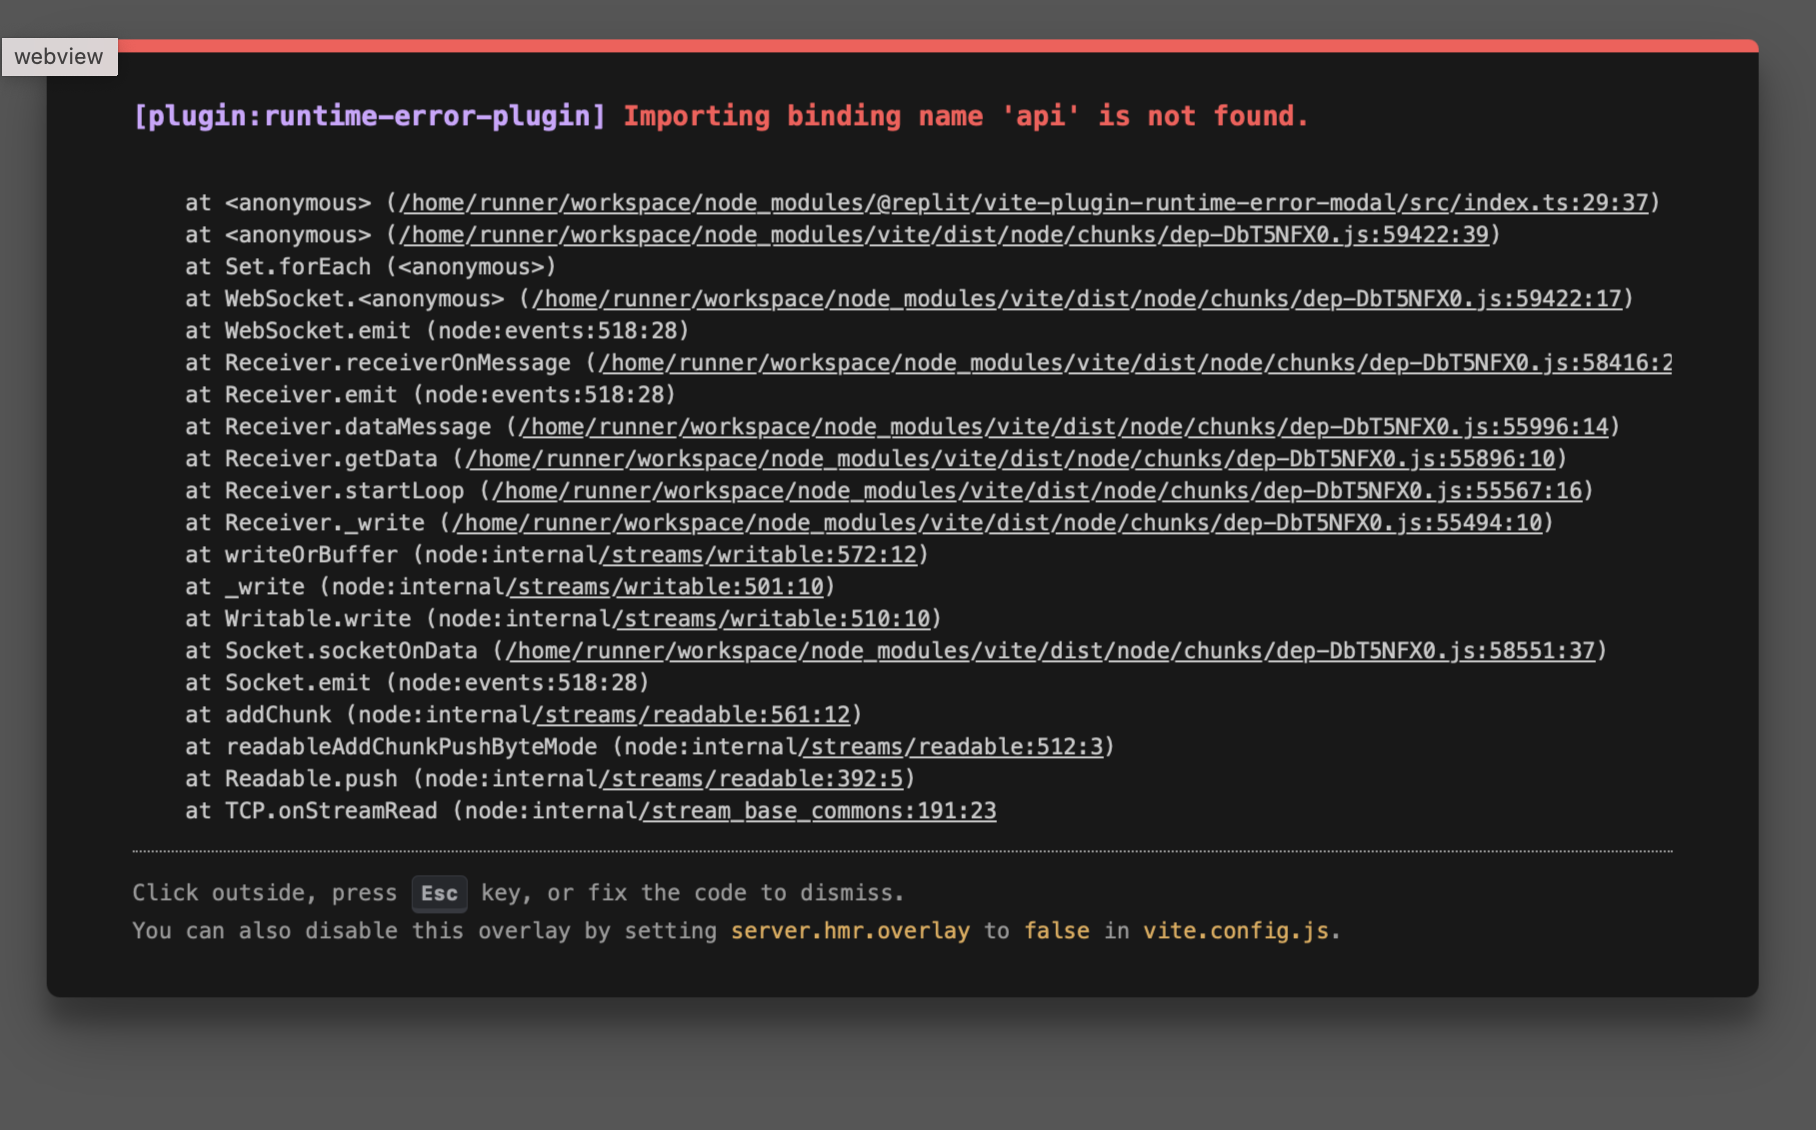 webview
[plugin:runtime-error-plugin] Importing binding name 'api' is not found.
at <anonymous> (/home/runner/workspace/node_modules/@replit/vite-plugin-runtime-error-modal/src/index.ts:29:37)
at <anonymous> (/home/runner/workspace/node_modules/vite/dist/node/chunks/dep-DbT5NFX0.js:59422:39)
at Set.forEach (<anonymous>)
at WebSocket.<anonymous> (/home/runner/workspace/node_modules/vite/dist/node/chunks/dep-DbT5NFX0.js:59422:17)
at WebSocket.emit (node:events:518:28)
at Receiver.receiverOnMessage (/home/runner/workspace/node_modules/vite/dist/node/chunks/dep-DbT5NFX0.js:58416:2
at Receiver.emit (node:events:518:28)
at Receiver.dataMessage (/home/runner/workspace/node_modules/vite/dist/node/chunks/dep-DbT5NFX0.js:55996:14)
at Receiver.getData (/home/runner/workspace/node_modules/vite/dist/node/chunks/dep-DbT5NFX0.js:55896:10)
at Receiver.startLoop (/home/runner/workspace/node_modules/vite/dist/node/chunks/dep-DbT5NFX0.js:55567:16)
at Receiver._write (/home/runner/workspace/node_modules/vite/dist/node/chunks/dep-DbT5NFX0.js:55494:10)
at writeOrBuffer (node:internal/streams/writable:572:12)
at _write (node:internal/streams/writable:501:10)
at Writable.write (node:internal/streams/writable:510:10)
at Socket.socketOnData (/home/runner/workspace/node_modules/vite/dist/node/chunks/dep-DbT5NFX0.js:58551:37)
at Socket.emit (node:events:518:28)
at addChunk (node:internal/streams/readable:561:12)
at readableAddChunkPushByteMode (node:internal/streams/readable:512:3)
at Readable.push (node:internal/streams/readable:392:5)
at TCP.onStreamRead (node:internal/stream_base_commons:191:23
Click outside, press Esc key, or fix the code to dismiss.
You can also disable this overlay by setting server.hmr.overlay to false in vite.config.js.